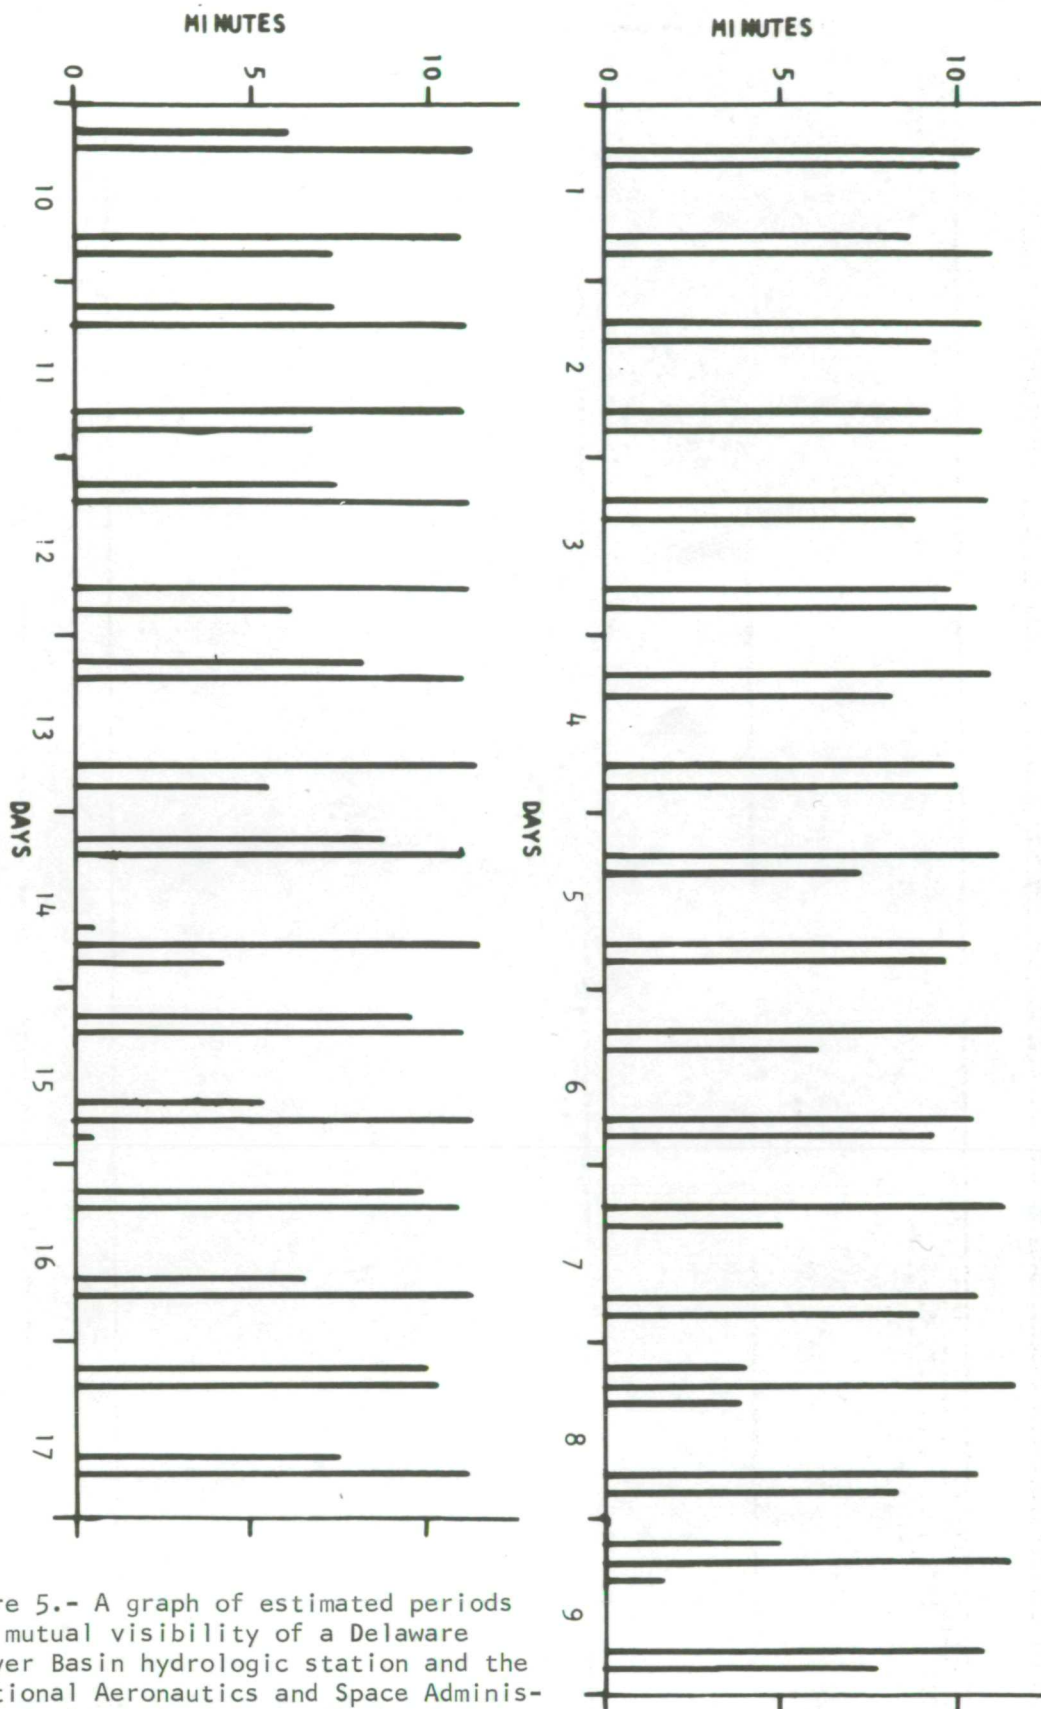 MINUTES
0 5 10
1 2 3 4 5 6 7 8 9
DAYS
MINUTES
0 5 10
10 11 12 13 14 15 16 17
DAYS
re 5.- A graph of estimated periods
mutual visibility of a Delaware
ver Basin hydrologic station and the
tional Aeronautics and Space Adminis-